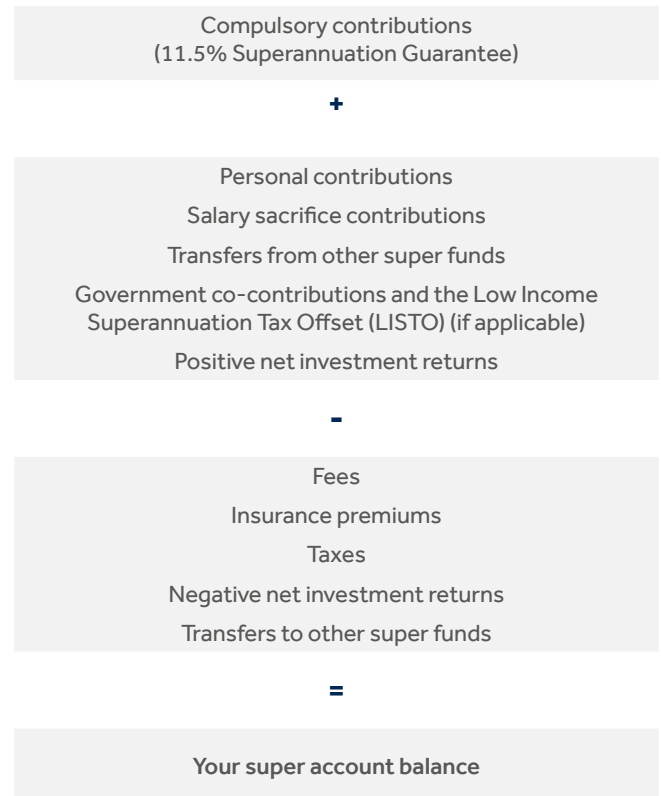 Compulsory contributions
(11.5% Superannuation Guarantee)
+
Personal contributions
Salary sacrifice contributions
Transfers from other super funds
Government co-contributions and the Low Income
Superannuation Tax Offset (LISTO) (if applicable)
Positive net investment returns
-
Fees
Insurance premiums
Taxes
Negative net investment returns
Transfers to other super funds
=
Your super account balance